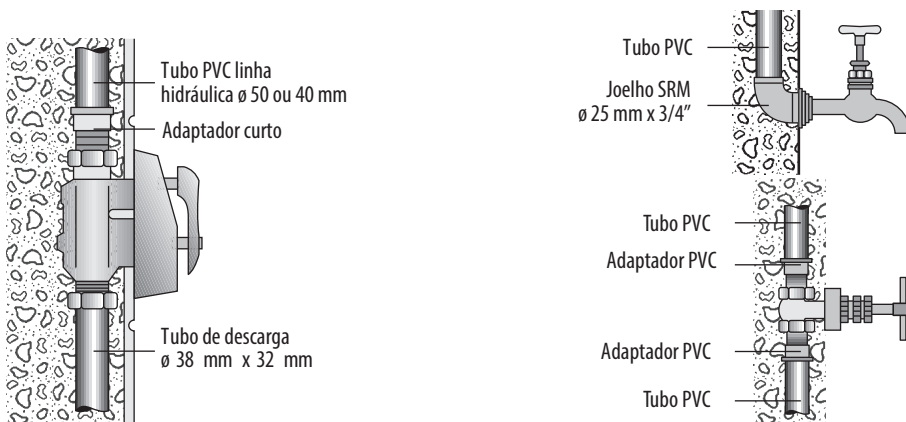 Tubo PVC linha
hidráulica ø 50 ou 40 mm
Adaptador curto
Tubo de descarga
ø 38 mm x 32 mm
Tubo PVC
Joelho SRM
ø 25 mm x 3/4”
Tubo PVC
Adaptador PVC
Adaptador PVC
Tubo PVC